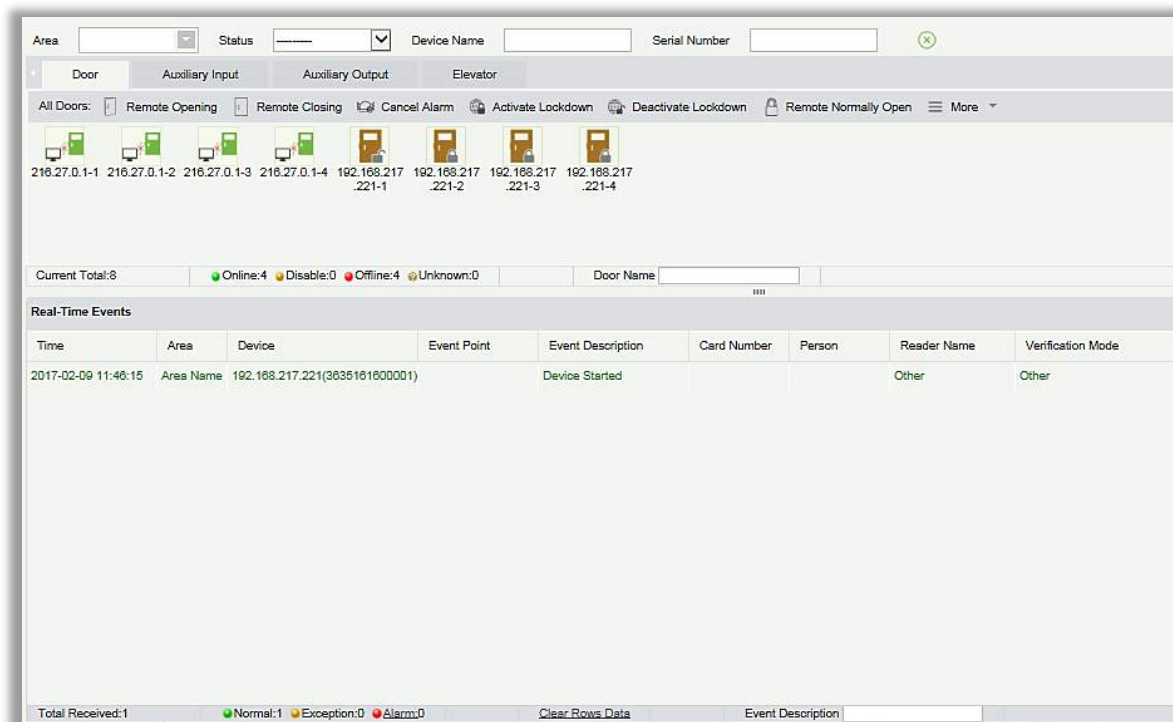 Area Status --------- Device Name Serial Number
Door Auxiliary Input Auxiliary Output Elevator
All Doors: Remote Opening Remote Closing Cancel Alarm Activate Lockdown Deactivate Lockdown Remote Normally Open More
216.27.0.1-1 216.27.0.1-2 216.27.0.1-3 216.27.0.1-4 192.168.217 192.168.217 192.168.217 192.168.217
.221-1 .221-2 .221-3 .221-4
Current Total:8 Online:4 Disable:0 Offline:4 Unknown:0 Door Name
Real-Time Events
Time Area Device Event Point Event Description Card Number Person Reader Name Verification Mode
2017-02-09 11:46:15 Area Name 192.168.217.221(3635161600001) Device Started Other Other
Total Received:1 Normal:1 Exception:0 Alarm:0 Clear Rows Data Event Description